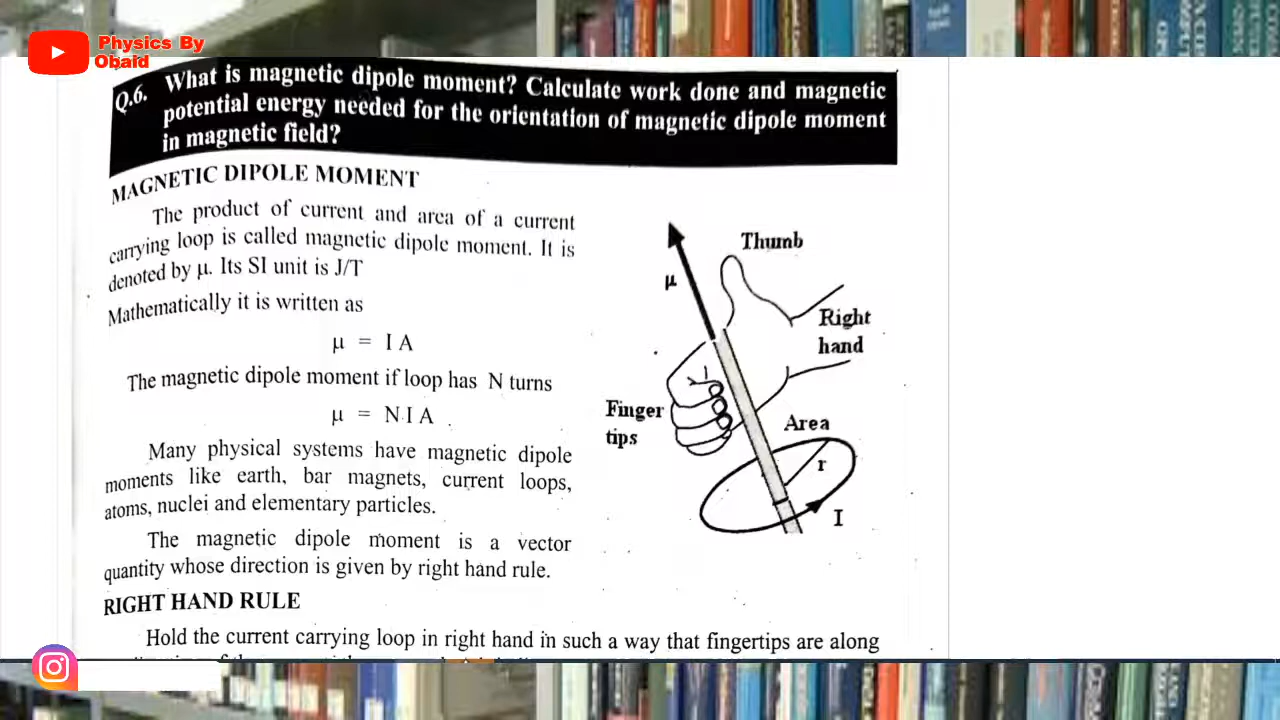 Physics By
Obaid
Q.6. What is magnetic dipole moment? Calculate work done and magnetic
potential energy needed for the orientation of magnetic dipole moment
in magnetic field?
MAGNETIC DIPOLE MOMENT
The product of current and area of a current
carrying loop is called magnetic dipole moment. It is
denoted by μ. Its SI unit is J/T
Mathematically it is written as
μ = I A
The magnetic dipole moment if loop has N turns
μ = N I A
Many physical systems have magnetic dipole
moments like earth, bar magnets, current loops,
atoms, nuclei and elementary particles.
The magnetic dipole moment is a vector
quantity whose direction is given by right hand rule.
RIGHT HAND RULE
Hold the current carrying loop in right hand in such a way that fingertips are along
Thumb
μ
Right
hand
Finger
tips
Area
r
I